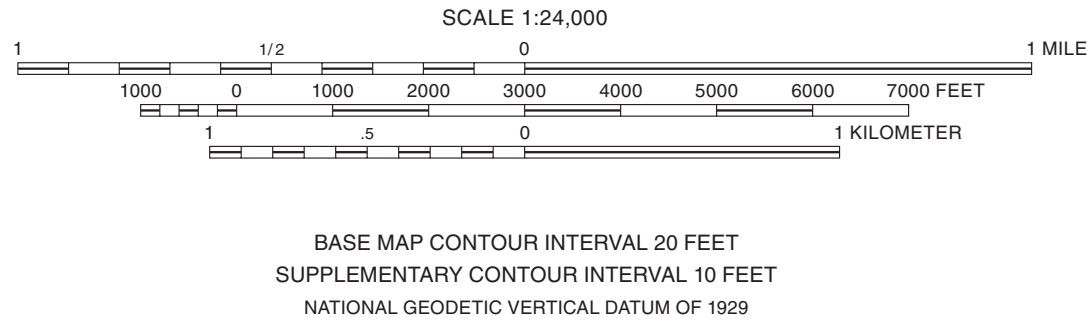 SCALE 1:24,000
1 1/2 0 1 MILE
1000 0 1000 2000 3000 4000 5000 6000 7000 FEET
1 .5 0 1 KILOMETER
BASE MAP CONTOUR INTERVAL 20 FEET
SUPPLEMENTARY CONTOUR INTERVAL 10 FEET
NATIONAL GEODETIC VERTICAL DATUM OF 1929